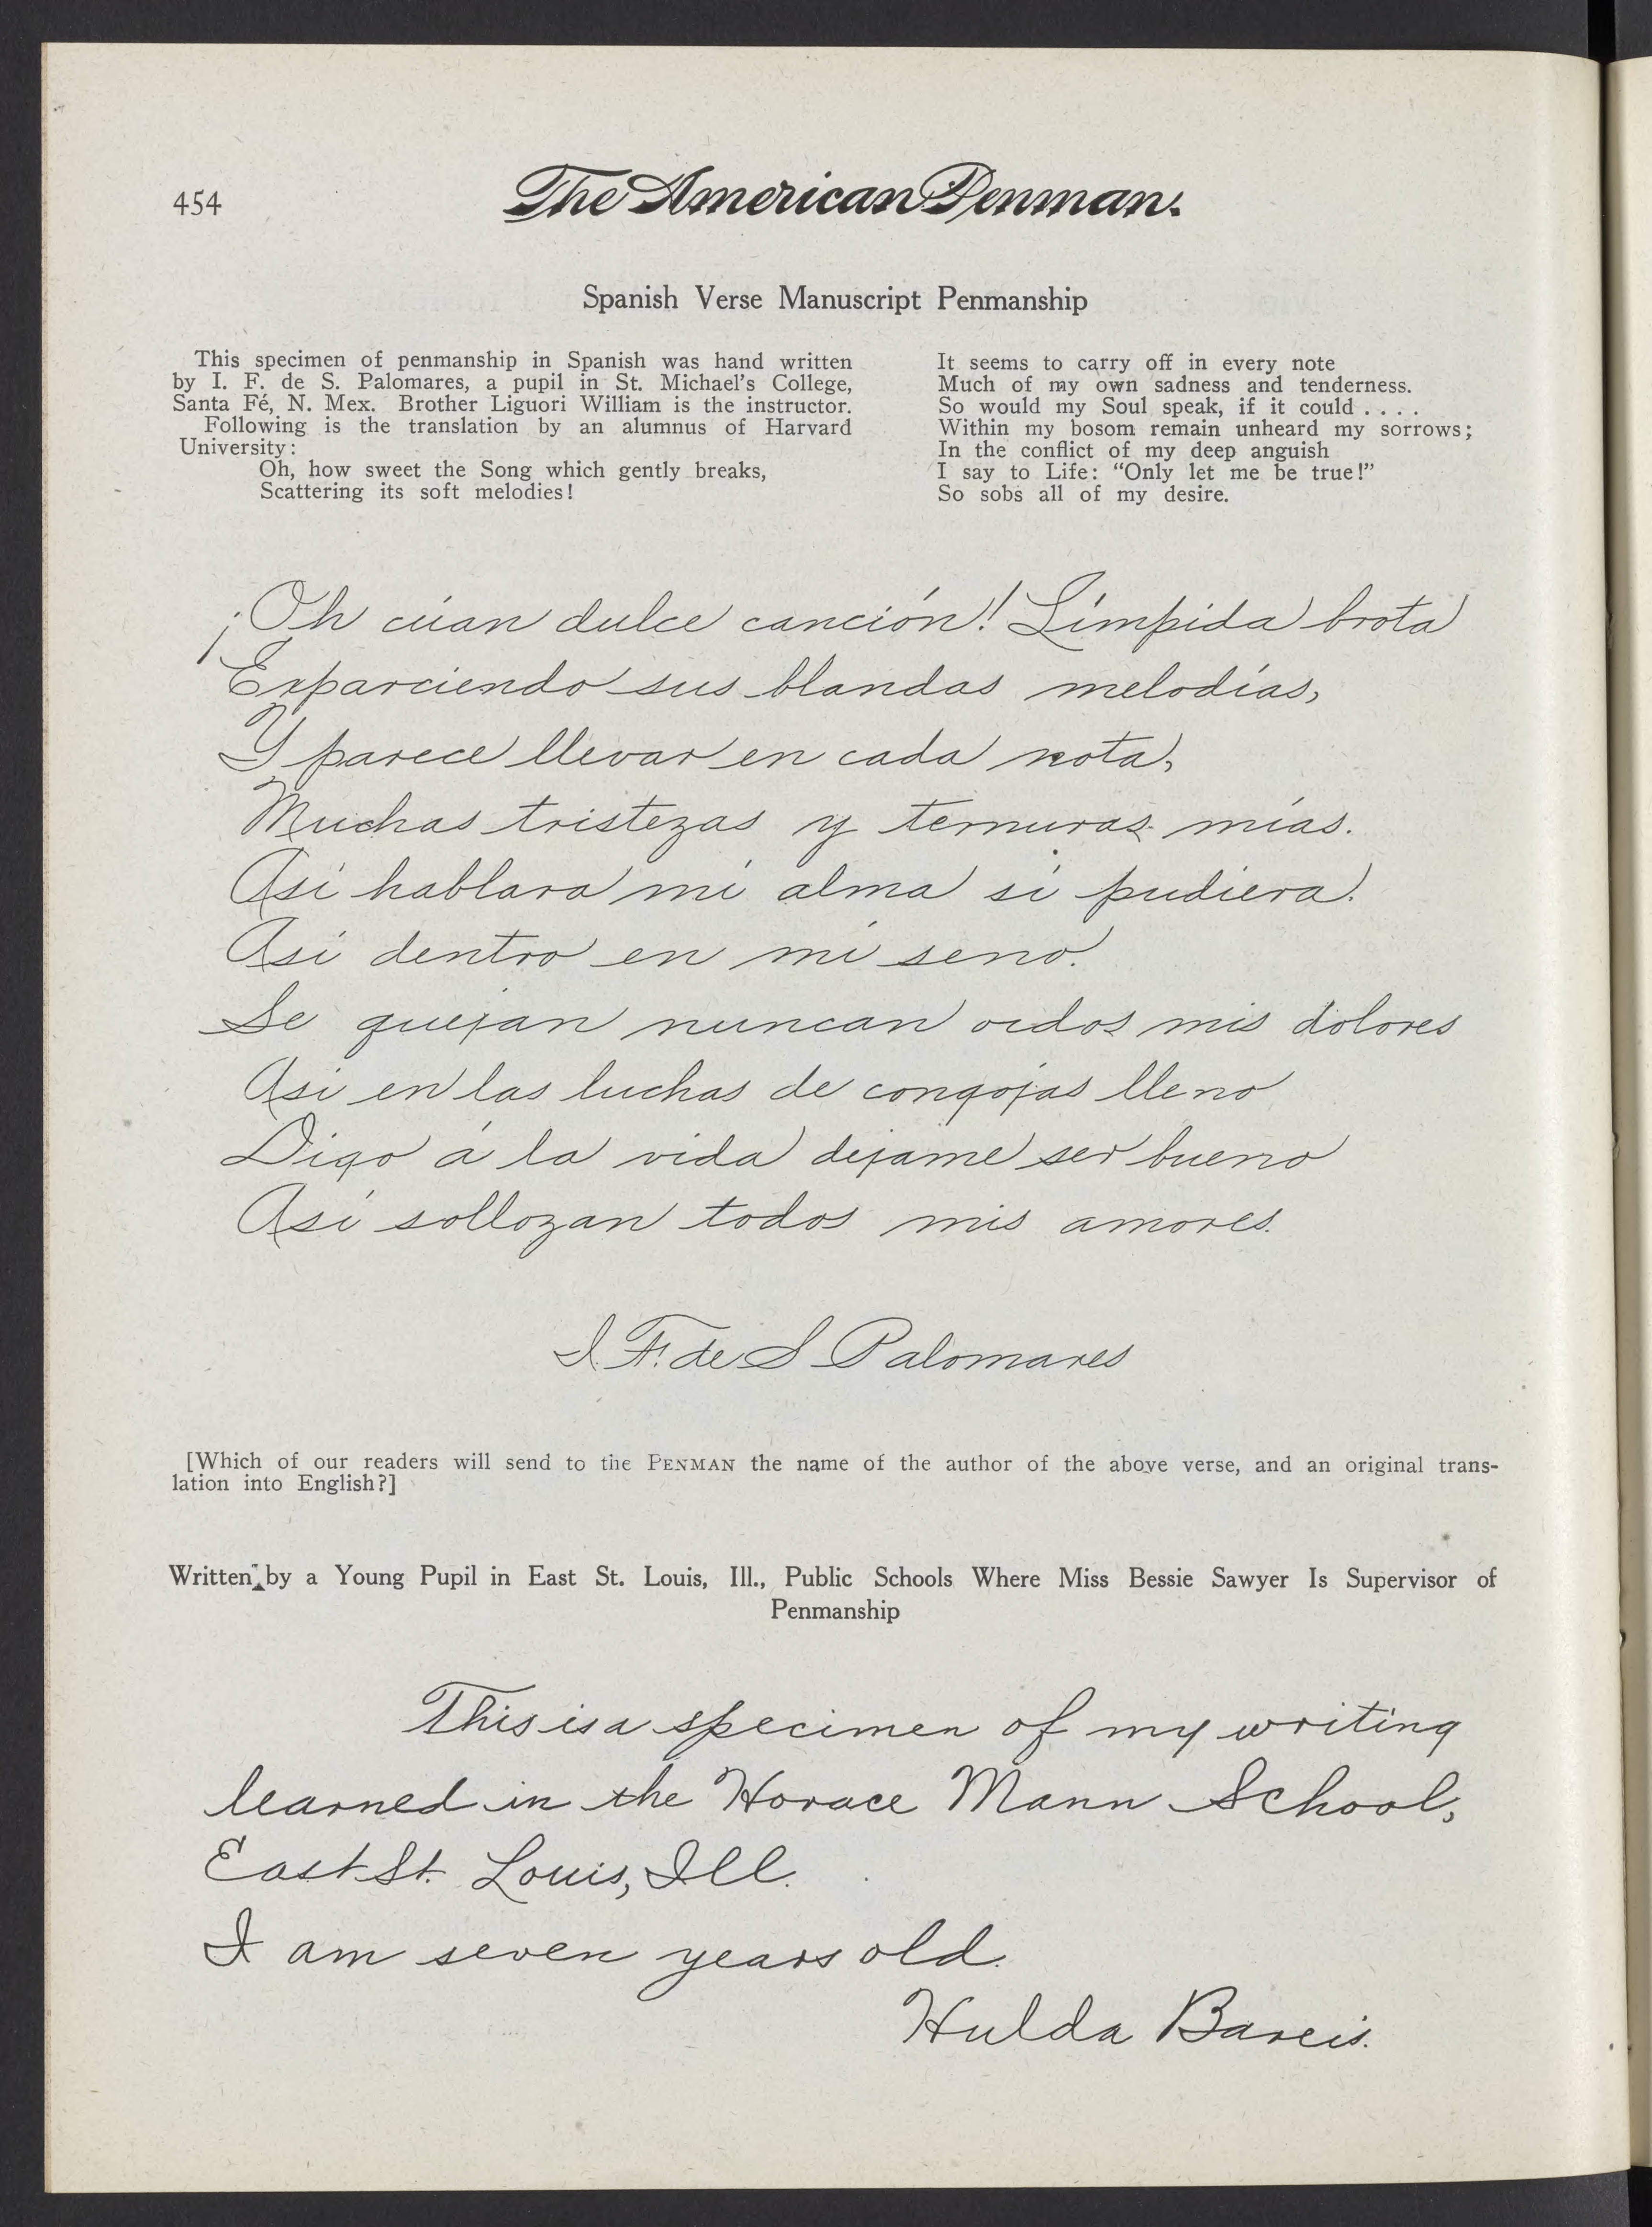 454
The American Penman.
Spanish Verse Manuscript Penmanship
This specimen of penmanship in Spanish was hand written
by I. F. de S. Palomares, a pupil in St. Michael's College,
Santa Fé, N. Mex. Brother Liguori William is the instructor.
Following is the translation by an alumnus of Harvard
University:
Oh, how sweet the Song which gently breaks,
Scattering its soft melodies!
It seems to carry off in every note
Much of my own sadness and tenderness.
So would my Soul speak, if it could . . . .
Within my bosom remain unheard my sorrows;
In the conflict of my deep anguish
I say to Life: "Only let me be true!"
So sobs all of my desire.
¡Oh cúan dulce canción! Límpida brota
Exparciendo sus blandas melodías,
Y parece llevar en cada nota,
Muchas tristezas y ternuras mías.
Así hablara mi alma si pudiera.
Así dentro en mi seno.
Se quejan nuncan oidos mis dolores
Asi en las luchas de congojas lleno
Digo á la vida dejame ser bueno
Así sollozan todos mis amores.
I. F. de S Palomares
[Which of our readers will send to the PENMAN the name of the author of the above verse, and an original trans-
lation into English?]
Written by a Young Pupil in East St. Louis, Ill., Public Schools Where Miss Bessie Sawyer Is Supervisor of
Penmanship
This is a specimen of my writing
learned in the Horace Mann School,
East St. Louis, Ill.
I am seven years old.
Hulda Bareis.